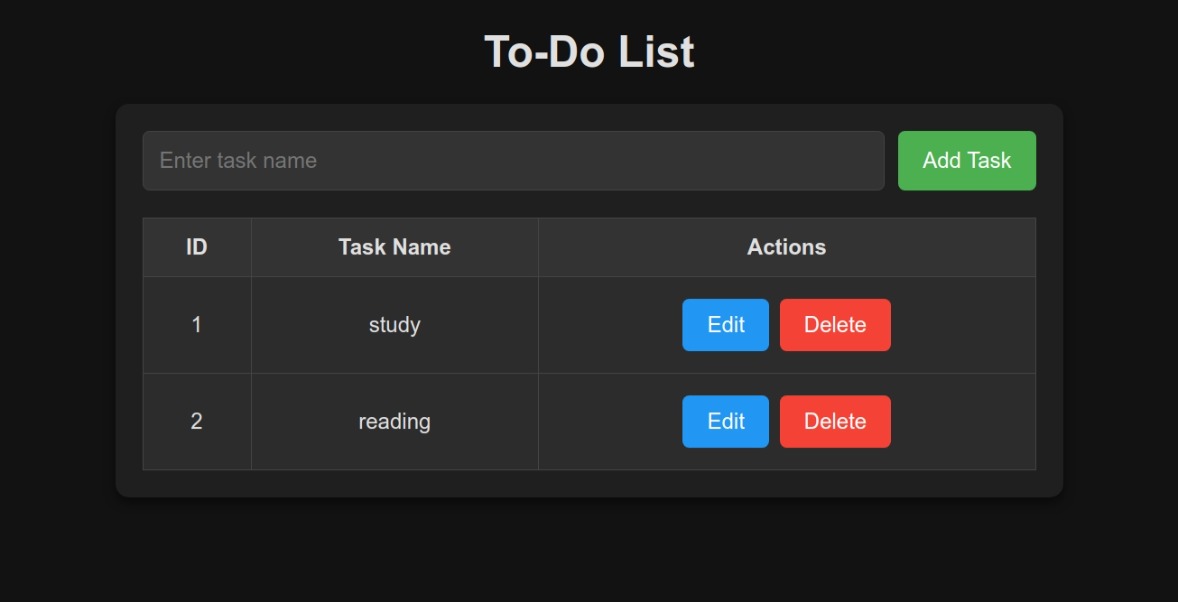 To-Do List
Enter task name Add Task
ID Task Name Actions
1 study Edit Delete
2 reading Edit Delete